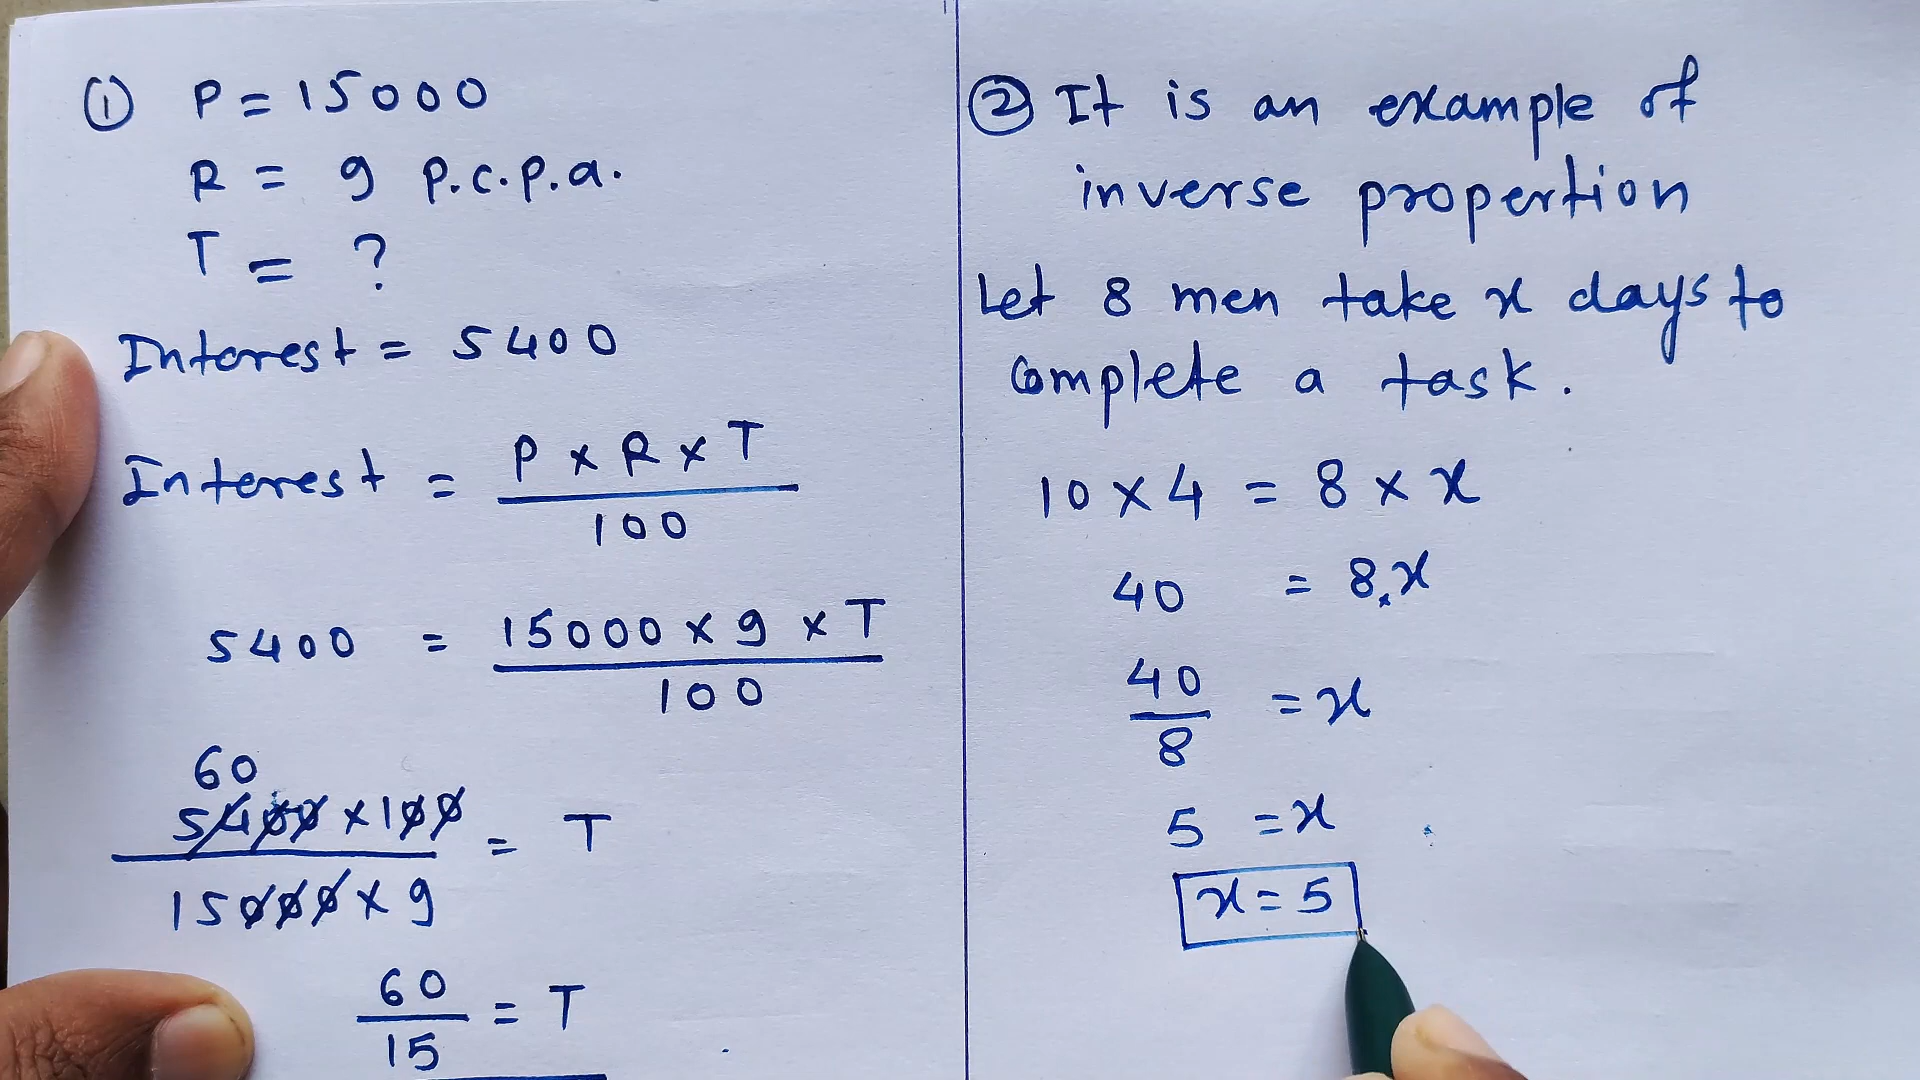 ① P = 15000
R = 9 p.c.p.a.
T = ?
Interest = 5400
Interest = P × R × T
100
5400 = 15000 × 9 × T
100
60
5400 × 100 = T
15000 × 9
60 = T
15
② It is an example of
inverse propertion
Let 8 men take x days to
complete a task.
10 × 4 = 8 × x
40 = 8.x
40 = x
8
5 = x
x = 5